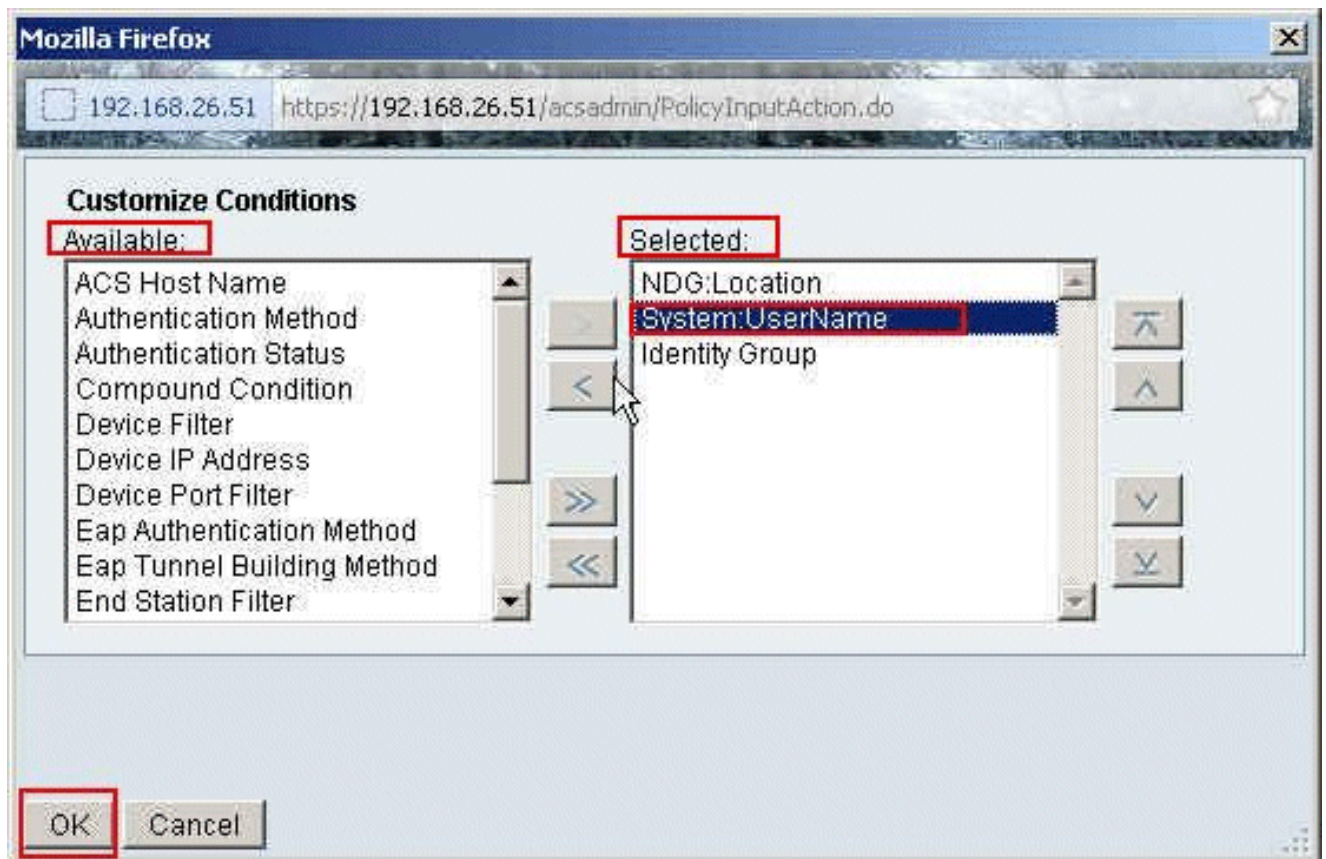 Mozilla Firefox
192.168.26.51 https://192.168.26.51/acsadmin/PolicyInputAction.do
Customize Conditions
Available:
ACS Host Name
Authentication Method
Authentication Status
Compound Condition
Device Filter
Device IP Address
Device Port Filter
Eap Authentication Method
Eap Tunnel Building Method
End Station Filter
Selected:
NDG:Location
System:UserName
Identity Group
OK
Cancel